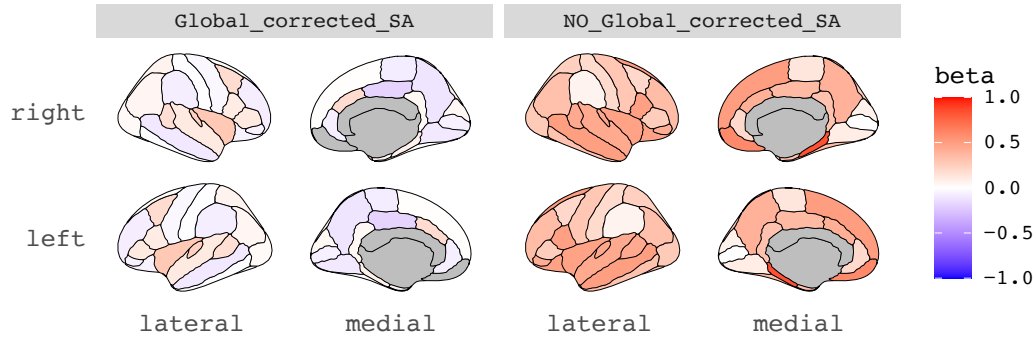 Global_corrected_SA
NO_Global_corrected_SA
right
left
lateral
medial
lateral
medial
beta
1.0
0.5
0.0
−0.5
−1.0